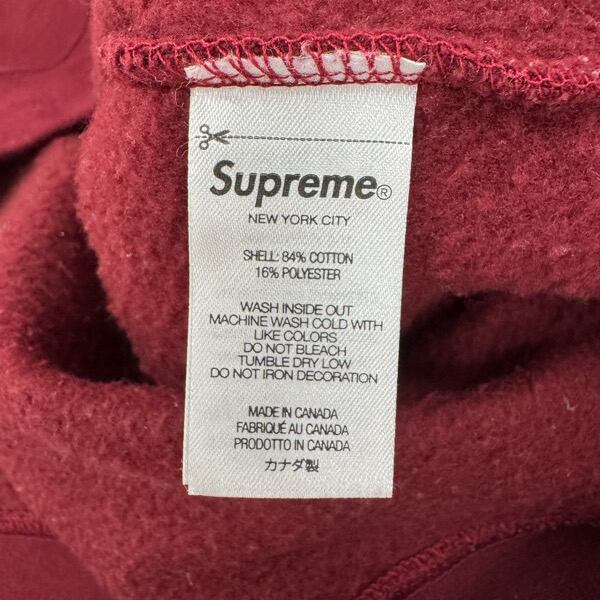 Supreme®
NEW YORK CITY
SHELL: 84% COTTON
16% POLYESTER
WASH INSIDE OUT
MACHINE WASH COLD WITH
LIKE COLORS
DO NOT BLEACH
TUMBLE DRY LOW
DO NOT IRON DECORATION
MADE IN CANADA
FABRIQUÉ AU CANADA
PRODOTTO IN CANADA
カナダ製